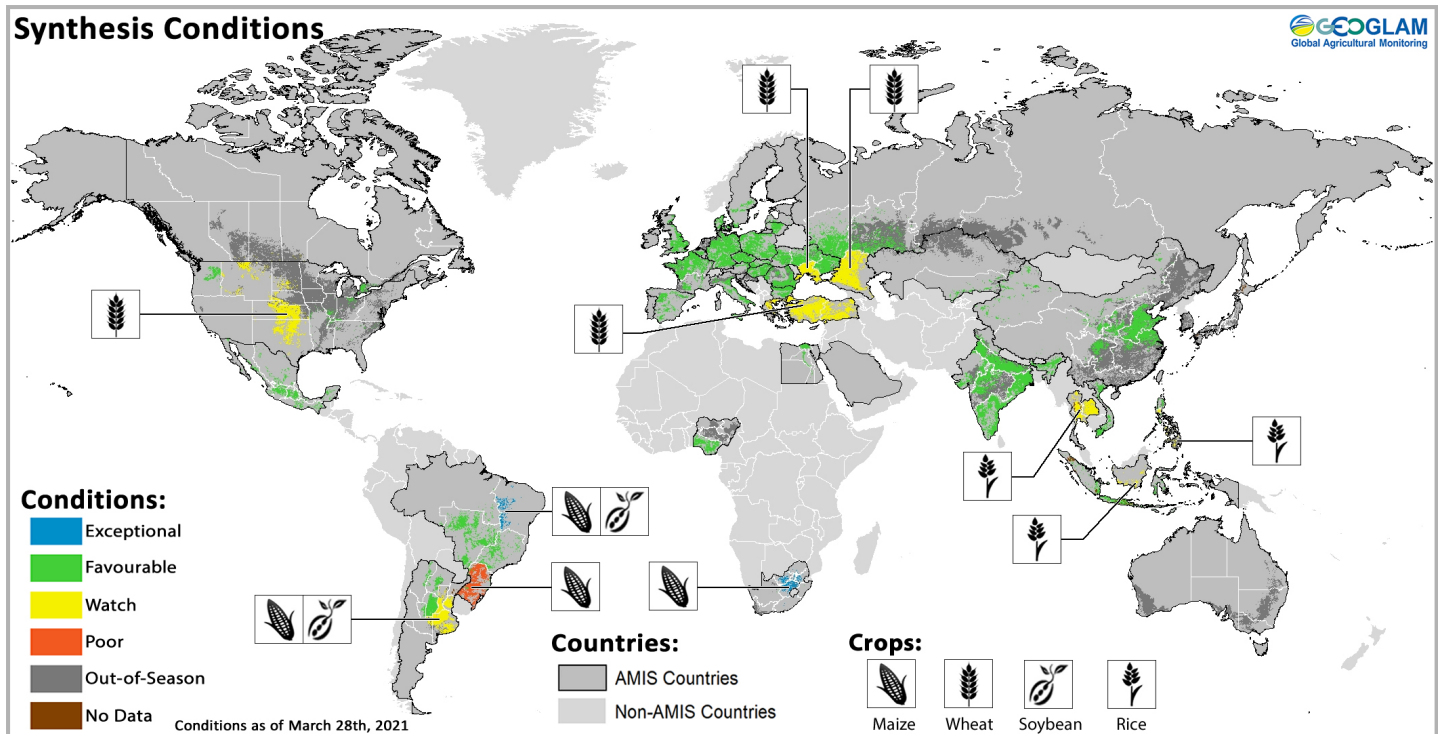 Synthesis Conditions
GEOGLAM
Global Agricultural Monitoring
Conditions:
Exceptional
Favourable
Watch
Poor
Out-of-Season
No Data
Conditions as of March 28th, 2021
Countries:
AMIS Countries
Non-AMIS Countries
Crops:
Maize
Wheat
Soybean
Rice